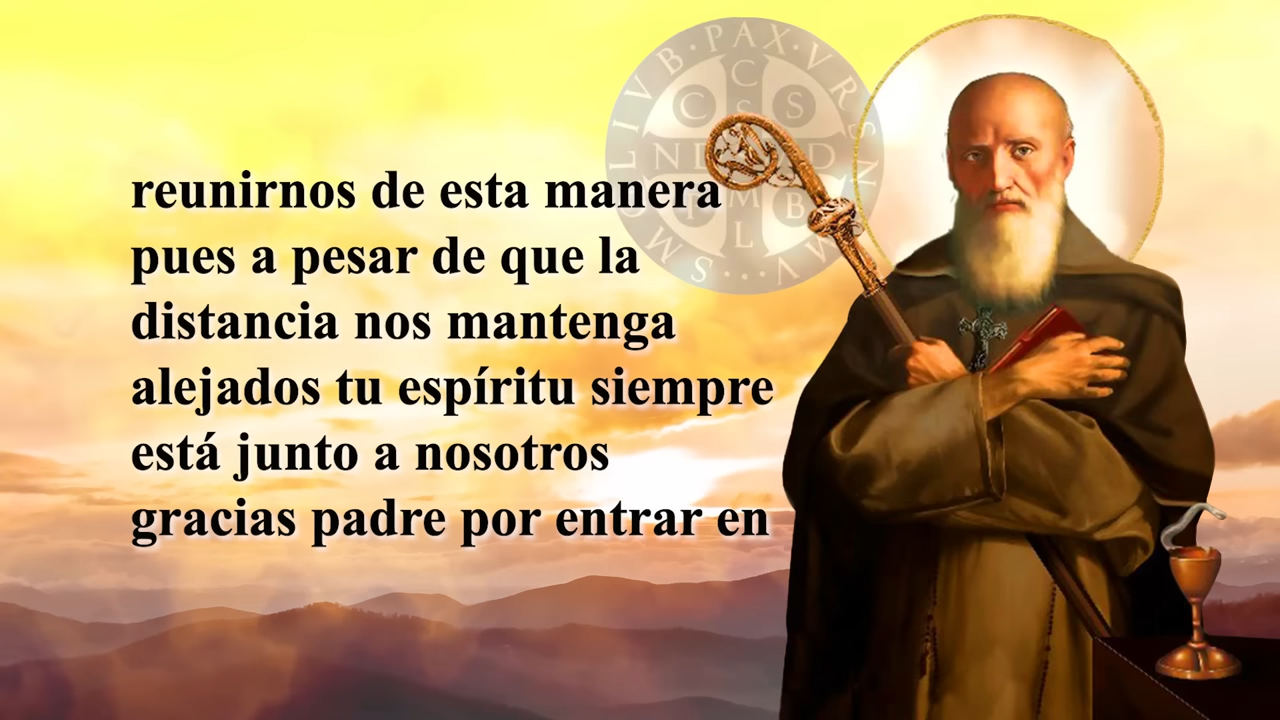 reunirnos de esta manera
pues a pesar de que la
distancia nos mantenga
alejados tu espíritu siempre
está junto a nosotros
gracias padre por entrar en
PAX
C S
C S S
N D D
M
B
L